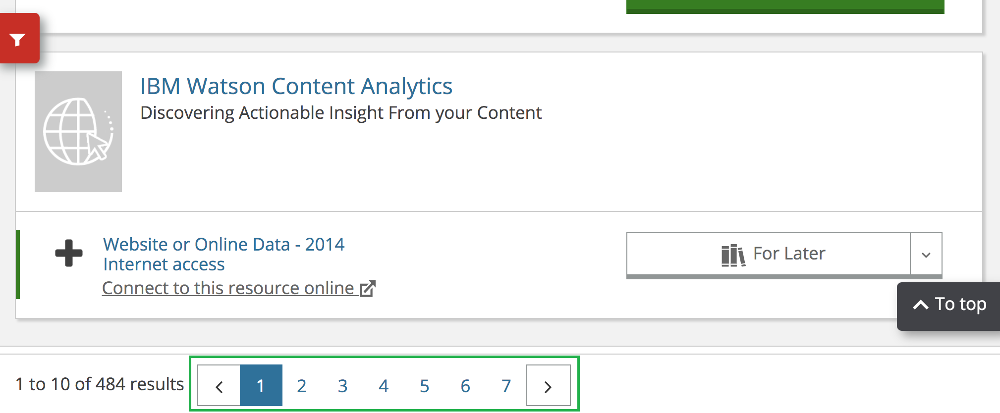 IBM Watson Content Analytics
Discovering Actionable Insight From your Content
Website or Online Data - 2014
Internet access
Connect to this resource online
For Later
To top
1 to 10 of 484 results
1 2 3 4 5 6 7